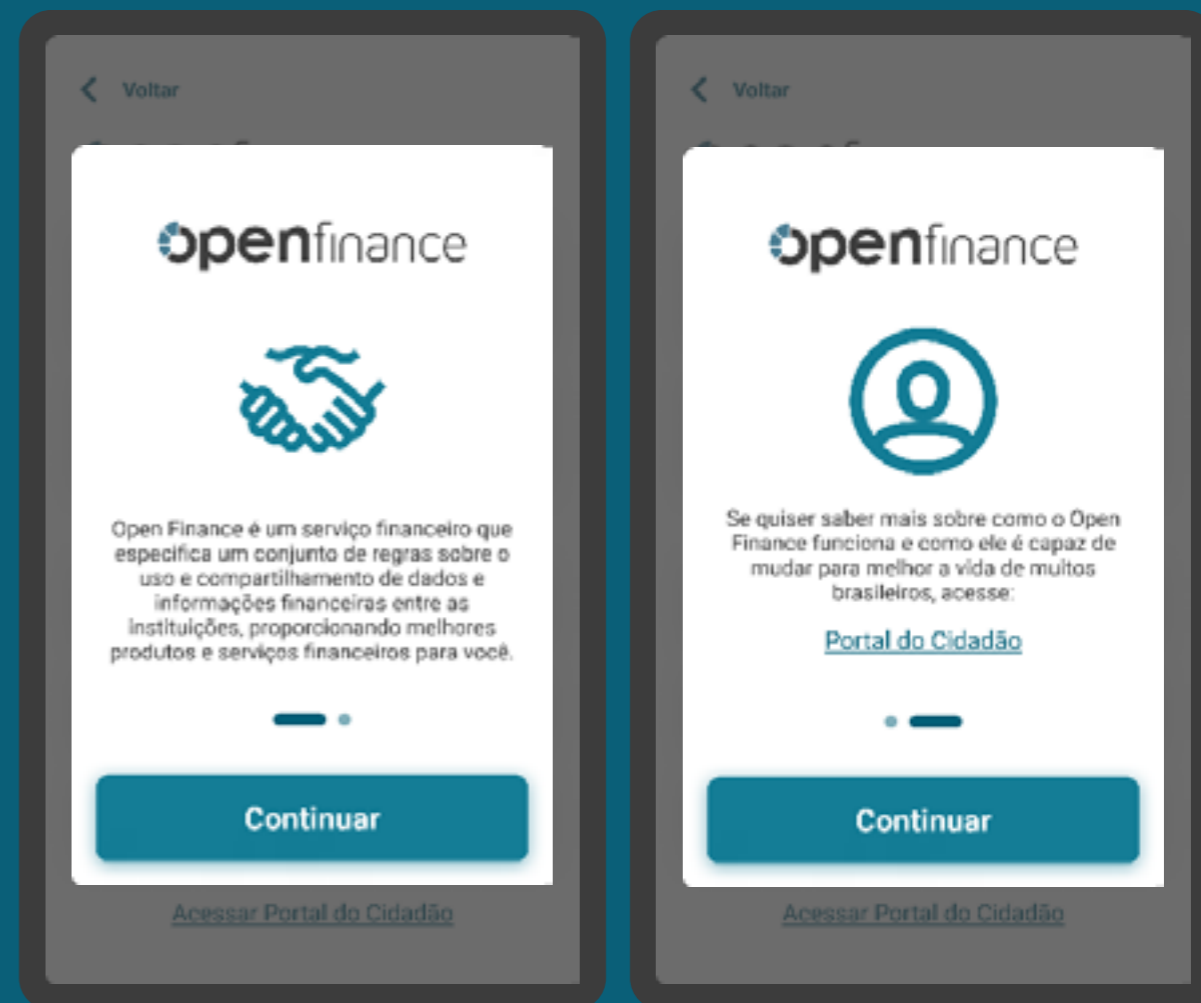 Voltar
openfinance
Open Finance é um serviço financeiro que
especifica um conjunto de regras sobre o
uso e compartilhamento de dados e
informações financeiras entre as
instituições, proporcionando melhores
produtos e serviços financeiros para você.
Continuar
Acessar Portal do Cidadão
Voltar
openfinance
Se quiser saber mais sobre como o Open
Finance funciona e como ele é capaz de
mudar para melhor a vida de muitos
brasileiros, acesse:
Portal do Cidadão
Continuar
Acessar Portal do Cidadão